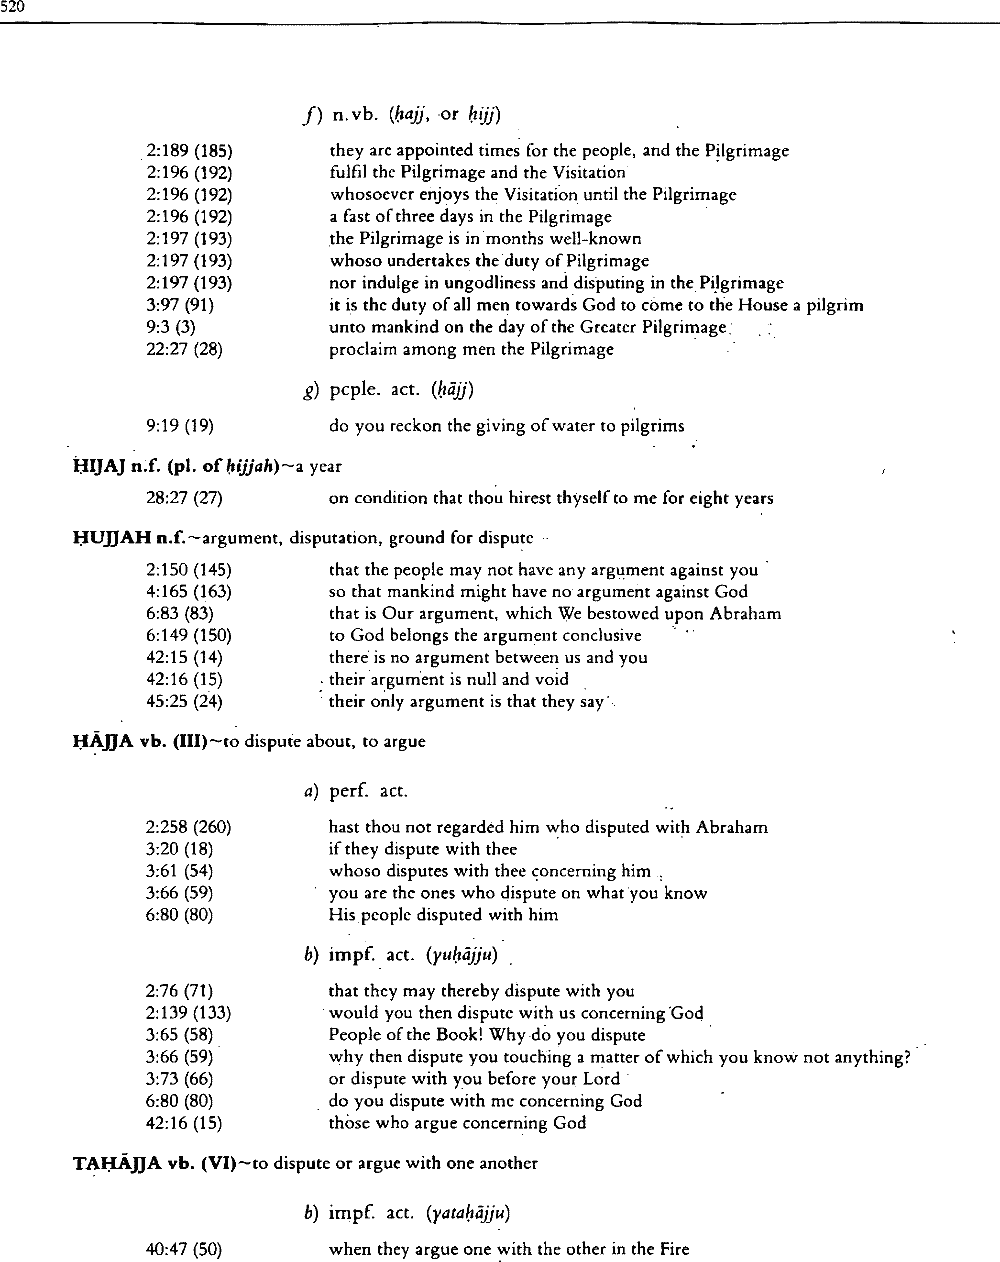 520
f) n.vb. (ḥajj, or ḥijj)
2:189 (185) they are appointed times for the people, and the Pilgrimage
2:196 (192) fulfil the Pilgrimage and the Visitation
2:196 (192) whosoever enjoys the Visitation until the Pilgrimage
2:196 (192) a fast of three days in the Pilgrimage
2:197 (193) the Pilgrimage is in months well-known
2:197 (193) whoso undertakes the duty of Pilgrimage
2:197 (193) nor indulge in ungodliness and disputing in the Pilgrimage
3:97 (91) it is the duty of all men towards God to come to the House a pilgrim
9:3 (3) unto mankind on the day of the Greater Pilgrimage
22:27 (28) proclaim among men the Pilgrimage
g) pcple. act. (ḥājj)
9:19 (19) do you reckon the giving of water to pilgrims
ḤIJAJ n.f. (pl. of ḥijjah)~a year
28:27 (27) on condition that thou hirest thyself to me for eight years
ḤUJJAH n.f.~argument, disputation, ground for dispute
2:150 (145) that the people may not have any argument against you
4:165 (163) so that mankind might have no argument against God
6:83 (83) that is Our argument, which We bestowed upon Abraham
6:149 (150) to God belongs the argument conclusive
42:15 (14) there is no argument between us and you
42:16 (15) their argument is null and void
45:25 (24) their only argument is that they say
ḤĀJJA vb. (III)~to dispute about, to argue
a) perf. act.
2:258 (260) hast thou not regarded him who disputed with Abraham
3:20 (18) if they dispute with thee
3:61 (54) whoso disputes with thee concerning him
3:66 (59) you are the ones who dispute on what you know
6:80 (80) His people disputed with him
b) impf. act. (yuḥājju)
2:76 (71) that they may thereby dispute with you
2:139 (133) would you then dispute with us concerning God
3:65 (58) People of the Book! Why do you dispute
3:66 (59) why then dispute you touching a matter of which you know not anything?
3:73 (66) or dispute with you before your Lord
6:80 (80) do you dispute with me concerning God
42:16 (15) those who argue concerning God
TAḤĀJJA vb. (VI)~to dispute or argue with one another
b) impf. act. (yataḥājju)
40:47 (50) when they argue one with the other in the Fire